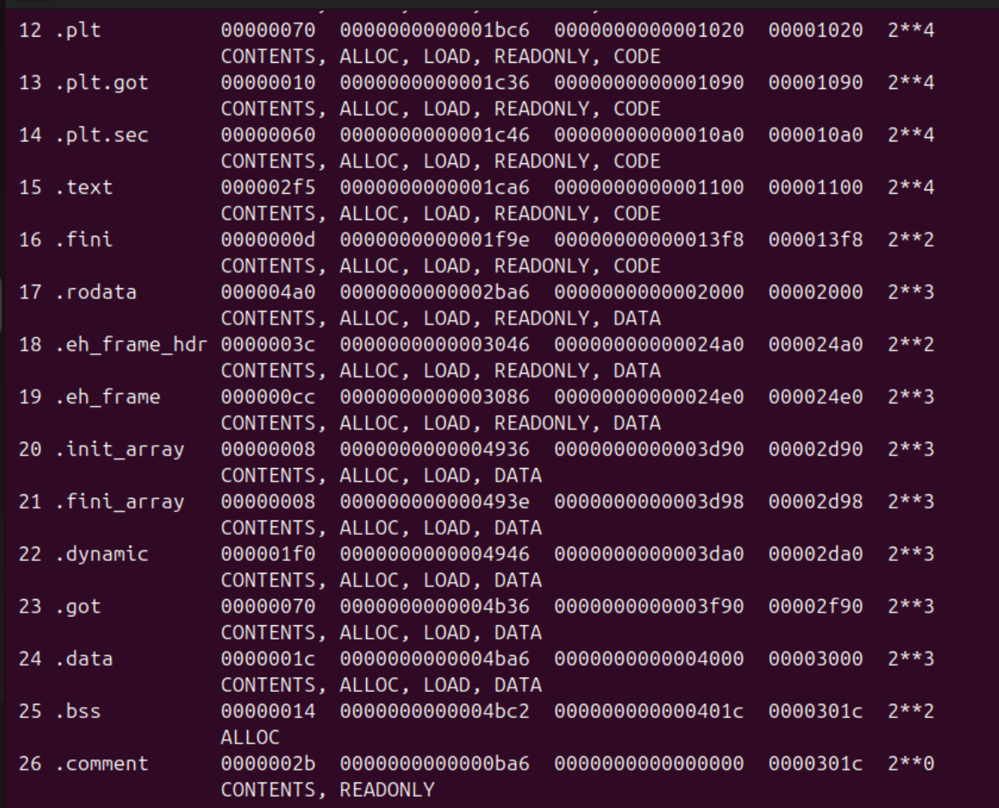 12 .plt 00000070 0000000000001bc6 0000000000001020 00001020 2**4
CONTENTS, ALLOC, LOAD, READONLY, CODE
13 .plt.got 00000010 0000000000001c36 0000000000001090 00001090 2**4
CONTENTS, ALLOC, LOAD, READONLY, CODE
14 .plt.sec 00000060 0000000000001c46 00000000000010a0 000010a0 2**4
CONTENTS, ALLOC, LOAD, READONLY, CODE
15 .text 000002f5 0000000000001ca6 0000000000001100 00001100 2**4
CONTENTS, ALLOC, LOAD, READONLY, CODE
16 .fini 0000000d 0000000000001f9e 00000000000013f8 000013f8 2**2
CONTENTS, ALLOC, LOAD, READONLY, CODE
17 .rodata 000004a0 0000000000002ba6 0000000000002000 00002000 2**3
CONTENTS, ALLOC, LOAD, READONLY, DATA
18 .eh_frame_hdr 0000003c 0000000000003046 00000000000024a0 000024a0 2**2
CONTENTS, ALLOC, LOAD, READONLY, DATA
19 .eh_frame 000000cc 0000000000003086 00000000000024e0 000024e0 2**3
CONTENTS, ALLOC, LOAD, READONLY, DATA
20 .init_array 00000008 0000000000004936 0000000000003d90 00002d90 2**3
CONTENTS, ALLOC, LOAD, DATA
21 .fini_array 00000008 000000000000493e 0000000000003d98 00002d98 2**3
CONTENTS, ALLOC, LOAD, DATA
22 .dynamic 000001f0 0000000000004946 0000000000003da0 00002da0 2**3
CONTENTS, ALLOC, LOAD, DATA
23 .got 00000070 0000000000004b36 0000000000003f90 00002f90 2**3
CONTENTS, ALLOC, LOAD, DATA
24 .data 0000001c 0000000000004ba6 0000000000004000 00003000 2**3
CONTENTS, ALLOC, LOAD, DATA
25 .bss 00000014 0000000000004bc2 000000000000401c 0000301c 2**2
ALLOC
26 .comment 0000002b 0000000000000ba6 0000000000000000 0000301c 2**0
CONTENTS, READONLY